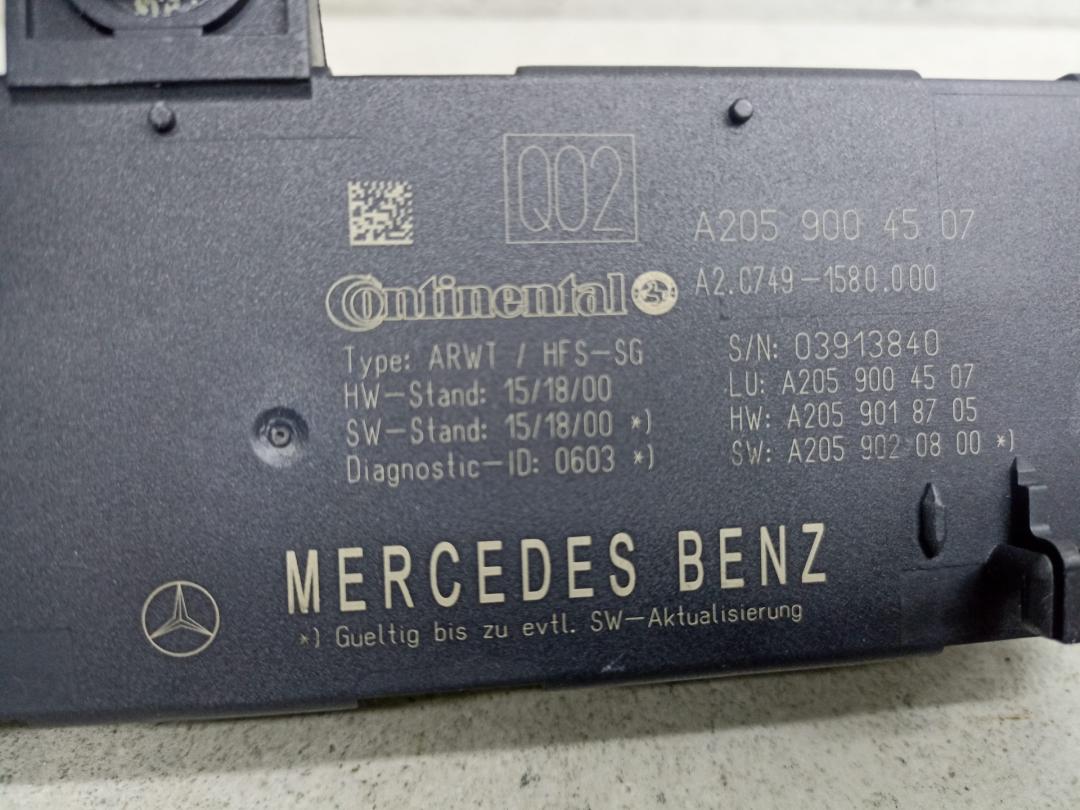 Q02
A205 900 45 07
Continental
A2.C749-1580.000
Type: ARWT / HFS-SG
HW-Stand: 15/18/00
SW-Stand: 15/18/00 *)
Diagnostic-ID: 0603 *)
S/N: 03913840
LU: A205 900 45 07
HW: A205 901 87 05
SW: A205 902 08 00 *)
MERCEDES BENZ
*) Gueltig bis zu evtl. SW-Aktualisierung